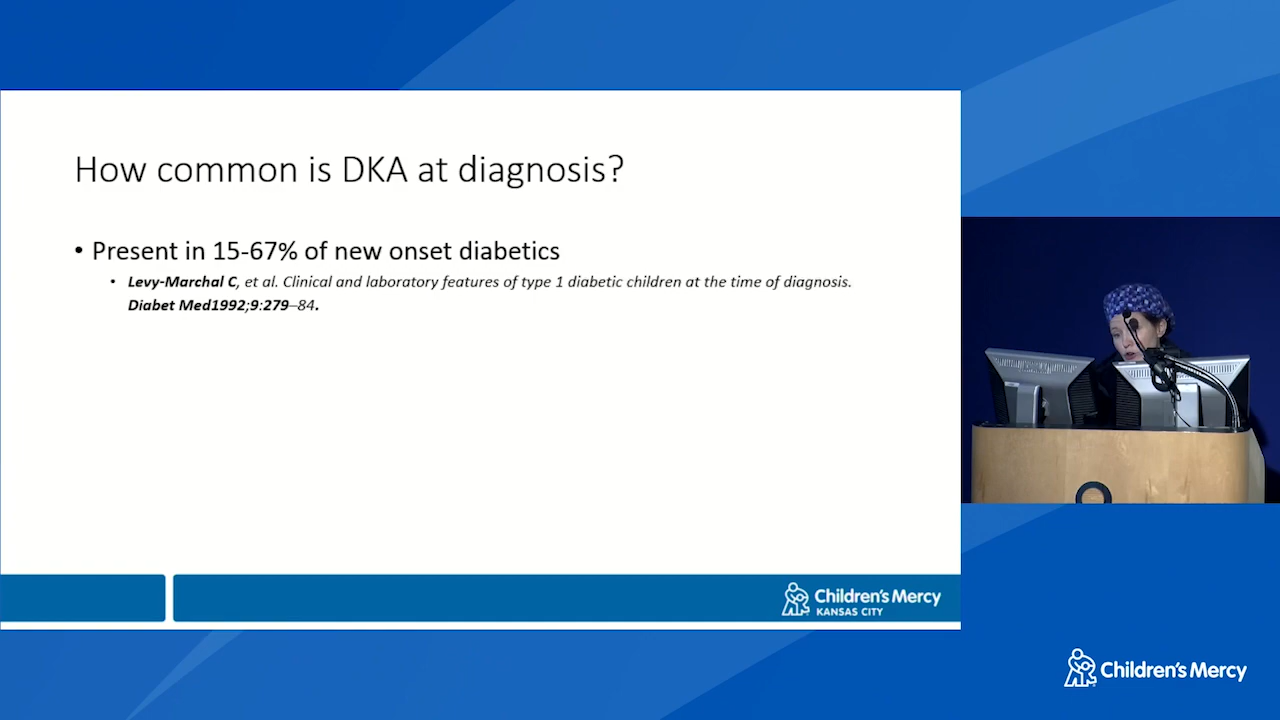 How common is DKA at diagnosis?
• Present in 15-67% of new onset diabetics
• Levy-Marchal C, et al. Clinical and laboratory features of type 1 diabetic children at the time of diagnosis.
Diabet Med1992;9:279–84.
Children's Mercy
KANSAS CITY
Children's Mercy